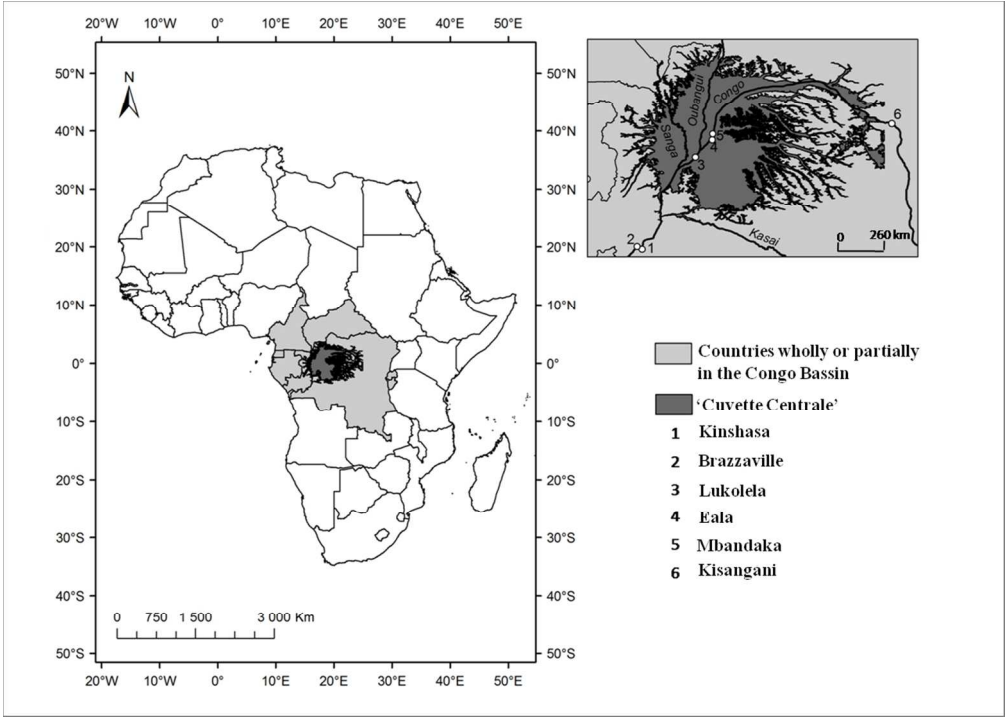 20°W 10°W 0° 10°E 20°E 30°E 40°E 50°E
50°N 50°N
40°N 40°N
30°N 30°N
20°N 20°N
10°N 10°N
0° 0°
10°S 10°S
20°S 20°S
30°S 30°S
40°S 40°S
50°S 50°S
N
0 750 1 500 3 000 Km
20°W 10°W 0° 10°E 20°E 30°E 40°E 50°E
Sanga
Oubangui
Congo
Kasai
6
5
4
3
2 1
0 260 km
Countries wholly or partially
in the Congo Bassin
‘Cuvette Centrale’
1 Kinshasa
2 Brazzaville
3 Lukolela
4 Eala
5 Mbandaka
6 Kisangani